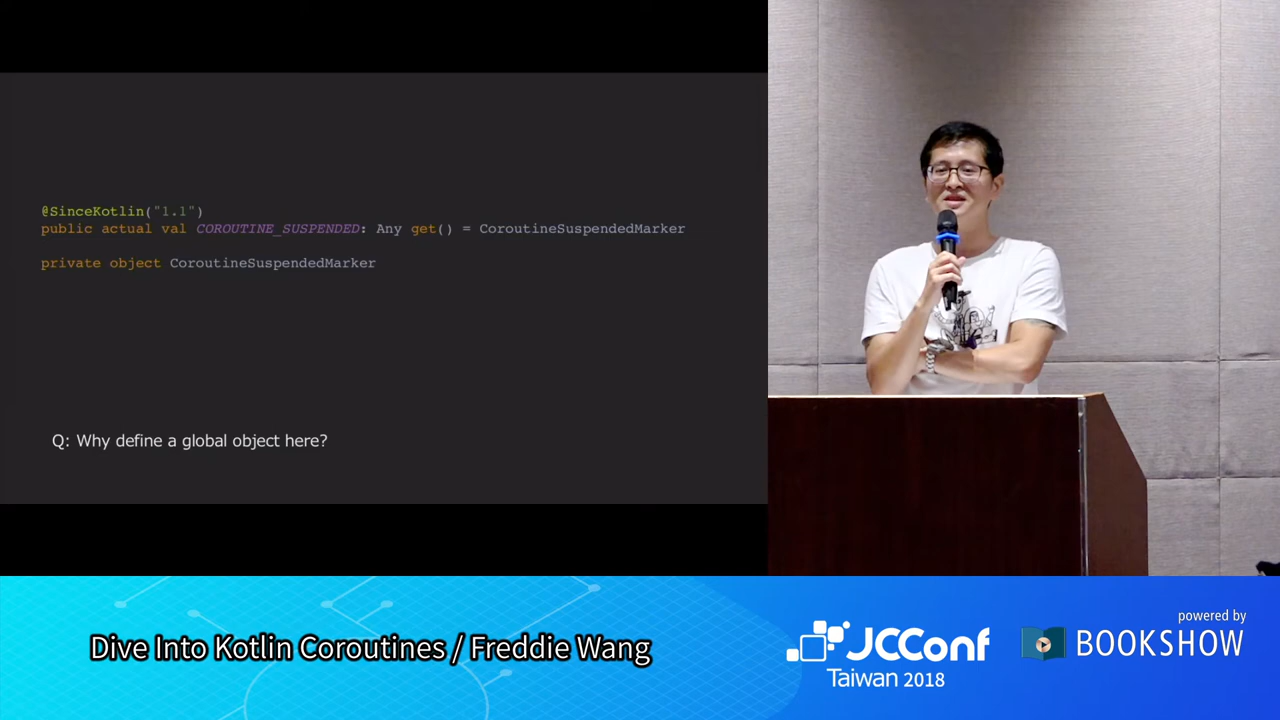 @SinceKotlin("1.1")
public actual val COROUTINE_SUSPENDED: Any get() = CoroutineSuspendedMarker
private object CoroutineSuspendedMarker
Q: Why define a global object here?
Dive Into Kotlin Coroutines / Freddie Wang
JCConf
Taiwan 2018
powered by
BOOKSHOW